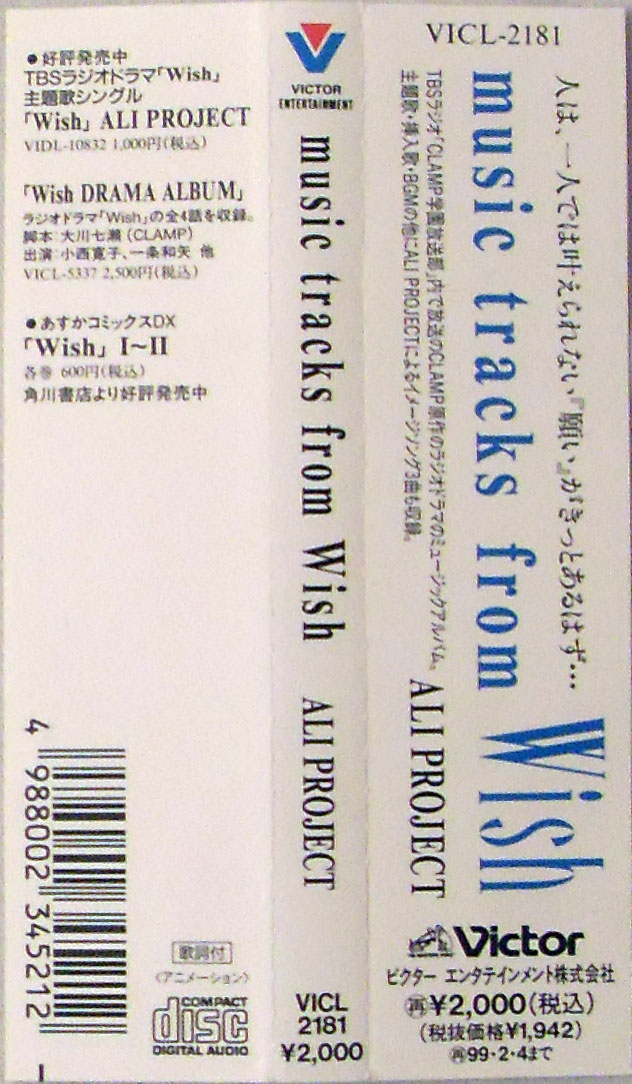 ●好評発売中
TBSラジオドラマ「Wish」
主題歌シングル
「Wish」 ALI PROJECT
VIDL-10832 1,000円(税込)
「Wish DRAMA ALBUM」
ラジオドラマ「Wish」の全4話を収録。
脚本:大川七瀬(CLAMP)
出演:小西寛子、一条和矢 他
VICL-5337 2,500円(税込)
●あすかコミックスDX
「Wish」 I~II
各巻 600円(税込)
角川書店より好評発売中
4 988002 345212
歌詞付
〈アニメーション〉
COMPACT
disc
DIGITAL AUDIO
VICTOR
ENTERTAINMENT
music tracks from Wish ALI PROJECT
VICL
2181
¥2,000
VICL-2181
人は、一人では叶えられない『願い』がきっとあるはず…
music tracks from Wish
TBSラジオ「CLAMP学園放送部」内で放送のCLAMP原作のラジオドラマのミュージックアルバム。
主題歌・挿入歌・BGMの他にALI PROJECTによるイメージソング3曲も収録。
ALI PROJECT
Victor
ビクター エンタテインメント株式会社
再¥2,000(税込)
(税抜価格¥1,942)
再99・2・4まで